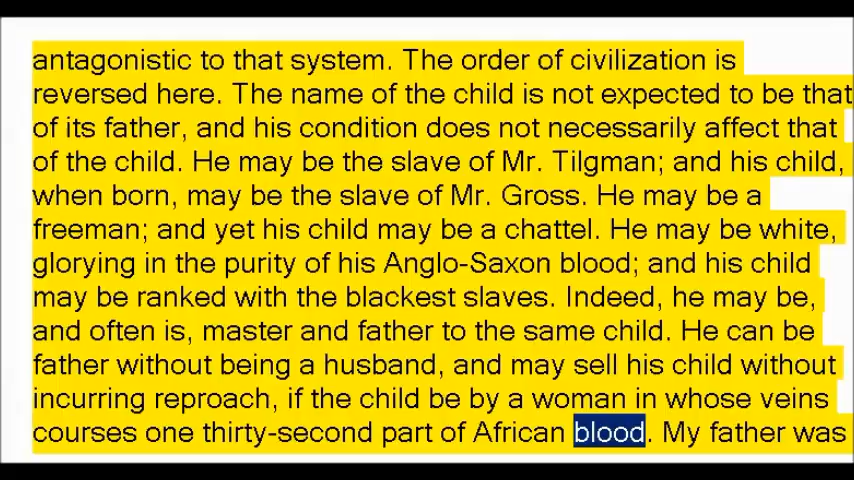 antagonistic to that system. The order of civilization is
reversed here. The name of the child is not expected to be that
of its father, and his condition does not necessarily affect that
of the child. He may be the slave of Mr. Tilgman; and his child,
when born, may be the slave of Mr. Gross. He may be a
freeman; and yet his child may be a chattel. He may be white,
glorying in the purity of his Anglo-Saxon blood; and his child
may be ranked with the blackest slaves. Indeed, he may be,
and often is, master and father to the same child. He can be
father without being a husband, and may sell his child without
incurring reproach, if the child be by a woman in whose veins
courses one thirty-second part of African blood. My father was